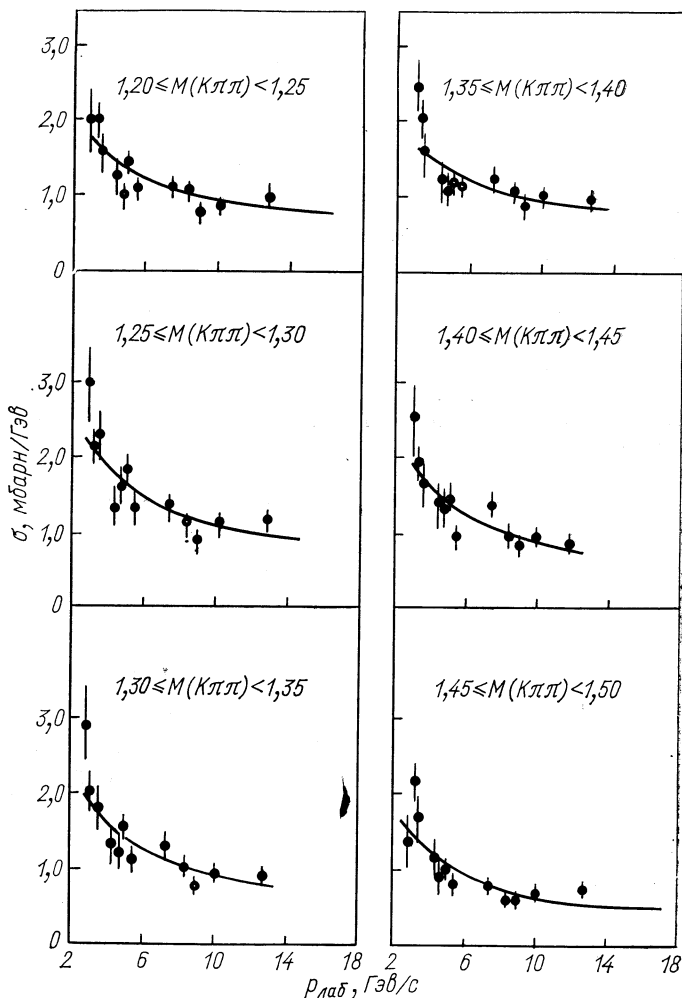 3,0
2,0
1,0
0
1,20≤M(Kππ)<1,25
1,35≤M(Kππ)<1,40
3,0
2,0
1,0
0
1,25≤M(Kππ)<1,30
1,40≤M(Kππ)<1,45
σ, мбарн/Гэв
3,0
2,0
1,0
0
1,30≤M(Kππ)<1,35
1,45≤M(Kππ)<1,50
2 6 10 14 18
2 6 10 14 18
Pлаб, Гэв/с